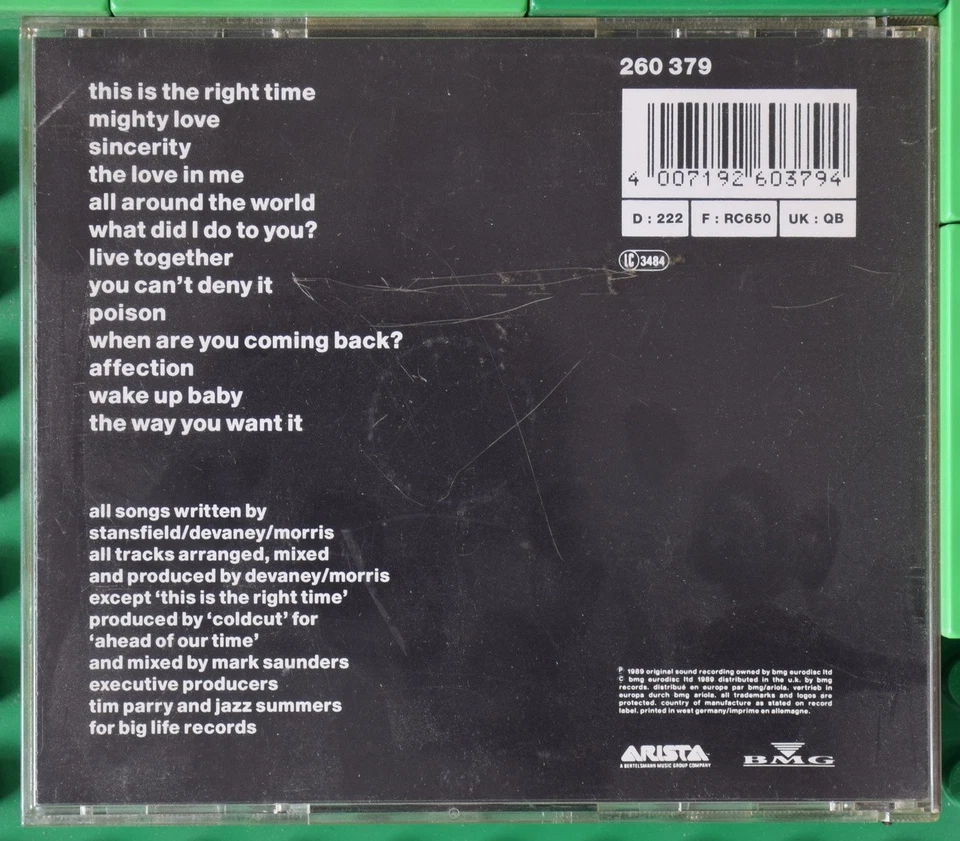 this is the right time
mighty love
sincerity
the love in me
all around the world
what did I do to you?
live together
you can't deny it
poison
when are you coming back?
affection
wake up baby
the way you want it
all songs written by
stansfield/devaney/morris
all tracks arranged, mixed
and produced by devaney/morris
except 'this is the right time'
produced by 'coldcut' for
'ahead of our time'
and mixed by mark saunders
executive producers
tim parry and jazz summers
for big life records
260 379
4 007192 603794
D : 222 F : RC650 UK : QB
LC 3484
℗ 1989 original sound recording owned by bmg eurodisc ltd
© bmg eurodisc ltd 1989 distributed in the u.k. by bmg
records. distribué en europe par bmg/ariola. vertrieb in
europa durch bmg ariola. all trademarks and logos are
protected. country of manufacture as stated on record
label. printed in west germany/imprime en allemagne.
ARISTA
A BERTELSMANN MUSIC GROUP COMPANY
BMG